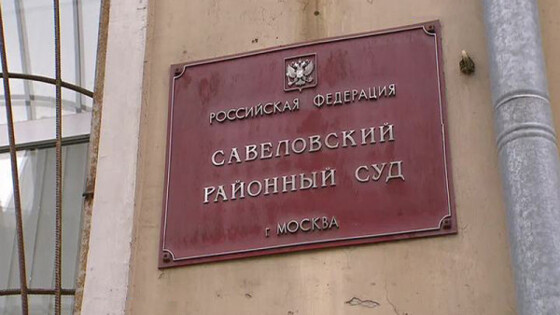 РОССИЙСКАЯ ФЕДЕРАЦИЯ
САВЕЛОВСКИЙ
РАЙОННЫЙ СУД
г МОСКВА